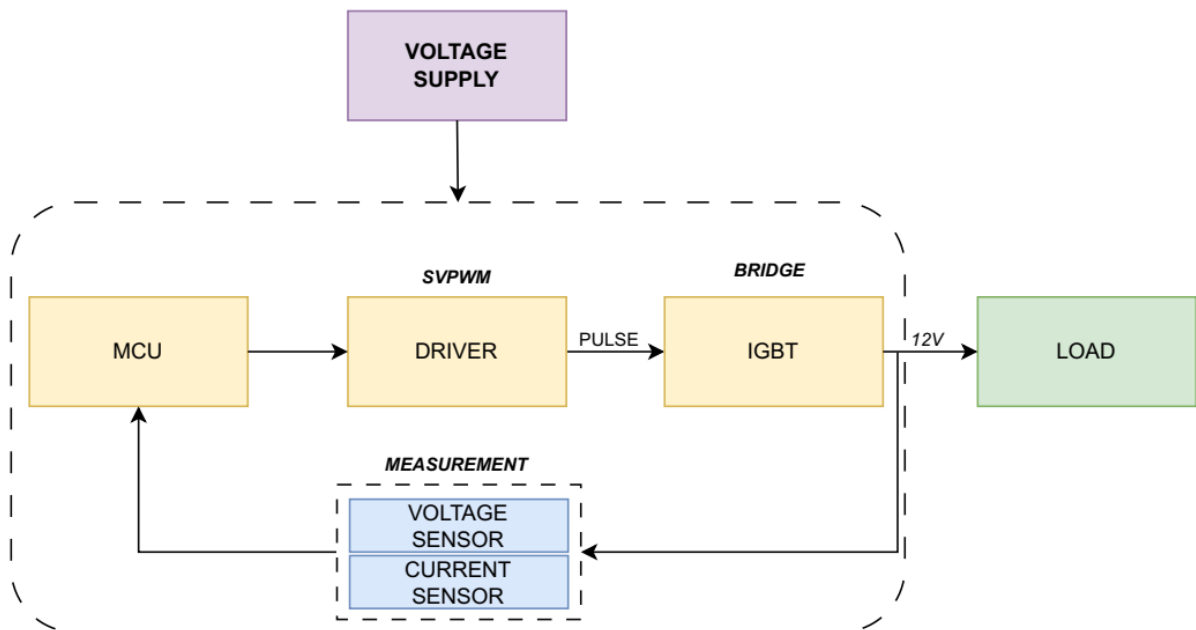 VOLTAGE
SUPPLY
SVPWM
BRIDGE
MCU
DRIVER
PULSE
IGBT
12V
LOAD
MEASUREMENT
VOLTAGE
SENSOR
CURRENT
SENSOR